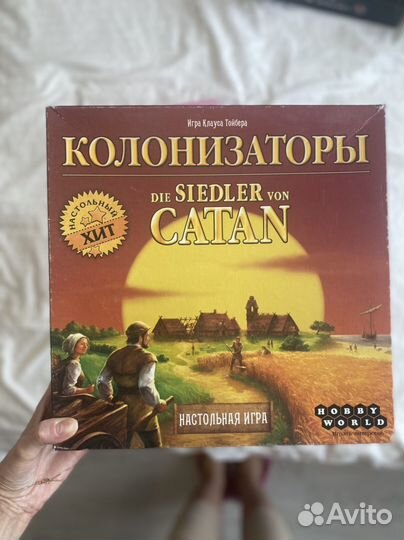 Игра Клауса Тойбера
КОЛОНИЗАТОРЫ
DIE SIEDLER VON
CATAN
НАСТОЛЬНЫЙ
ХИТ
НАСТОЛЬНАЯ ИГРА
HOBBY
WORLD
Avito